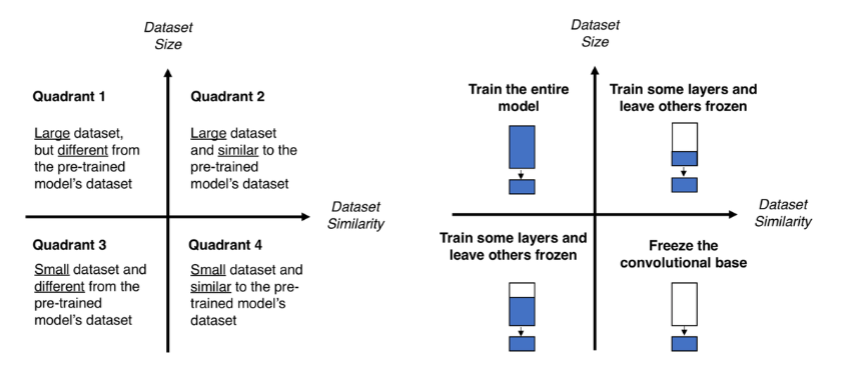 Dataset
Size
Quadrant 1
Large dataset,
but different from
the pre-trained
model's dataset
Quadrant 2
Large dataset
and similar to the
pre-trained
model's dataset
Dataset
Similarity
Quadrant 3
Small dataset and
different from the
pre-trained
model's dataset
Quadrant 4
Small dataset and
similar to the pre-
trained model's
dataset
Dataset
Size
Train the entire
model
Train some layers and
leave others frozen
Dataset
Similarity
Train some layers and
leave others frozen
Freeze the
convolutional base